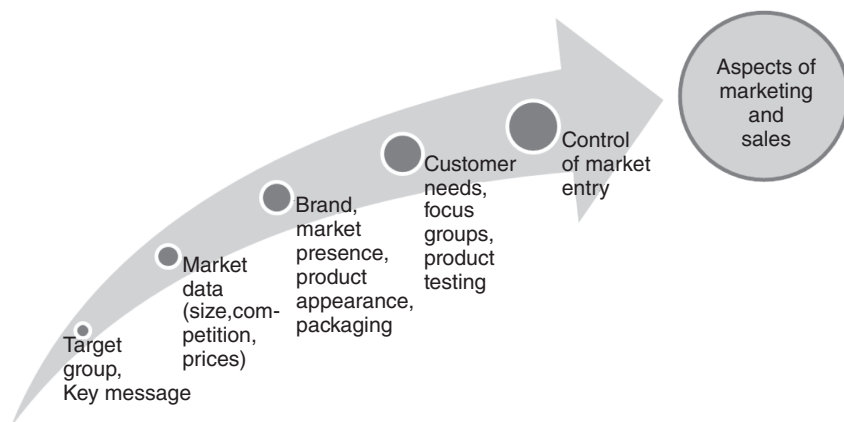 Target
group,
Key message
Market
data
(size,com-
petition,
prices)
Brand,
market
presence,
product
appearance,
packaging
Customer
needs,
focus
groups,
product
testing
Control
of market
entry
Aspects of
marketing
and
sales